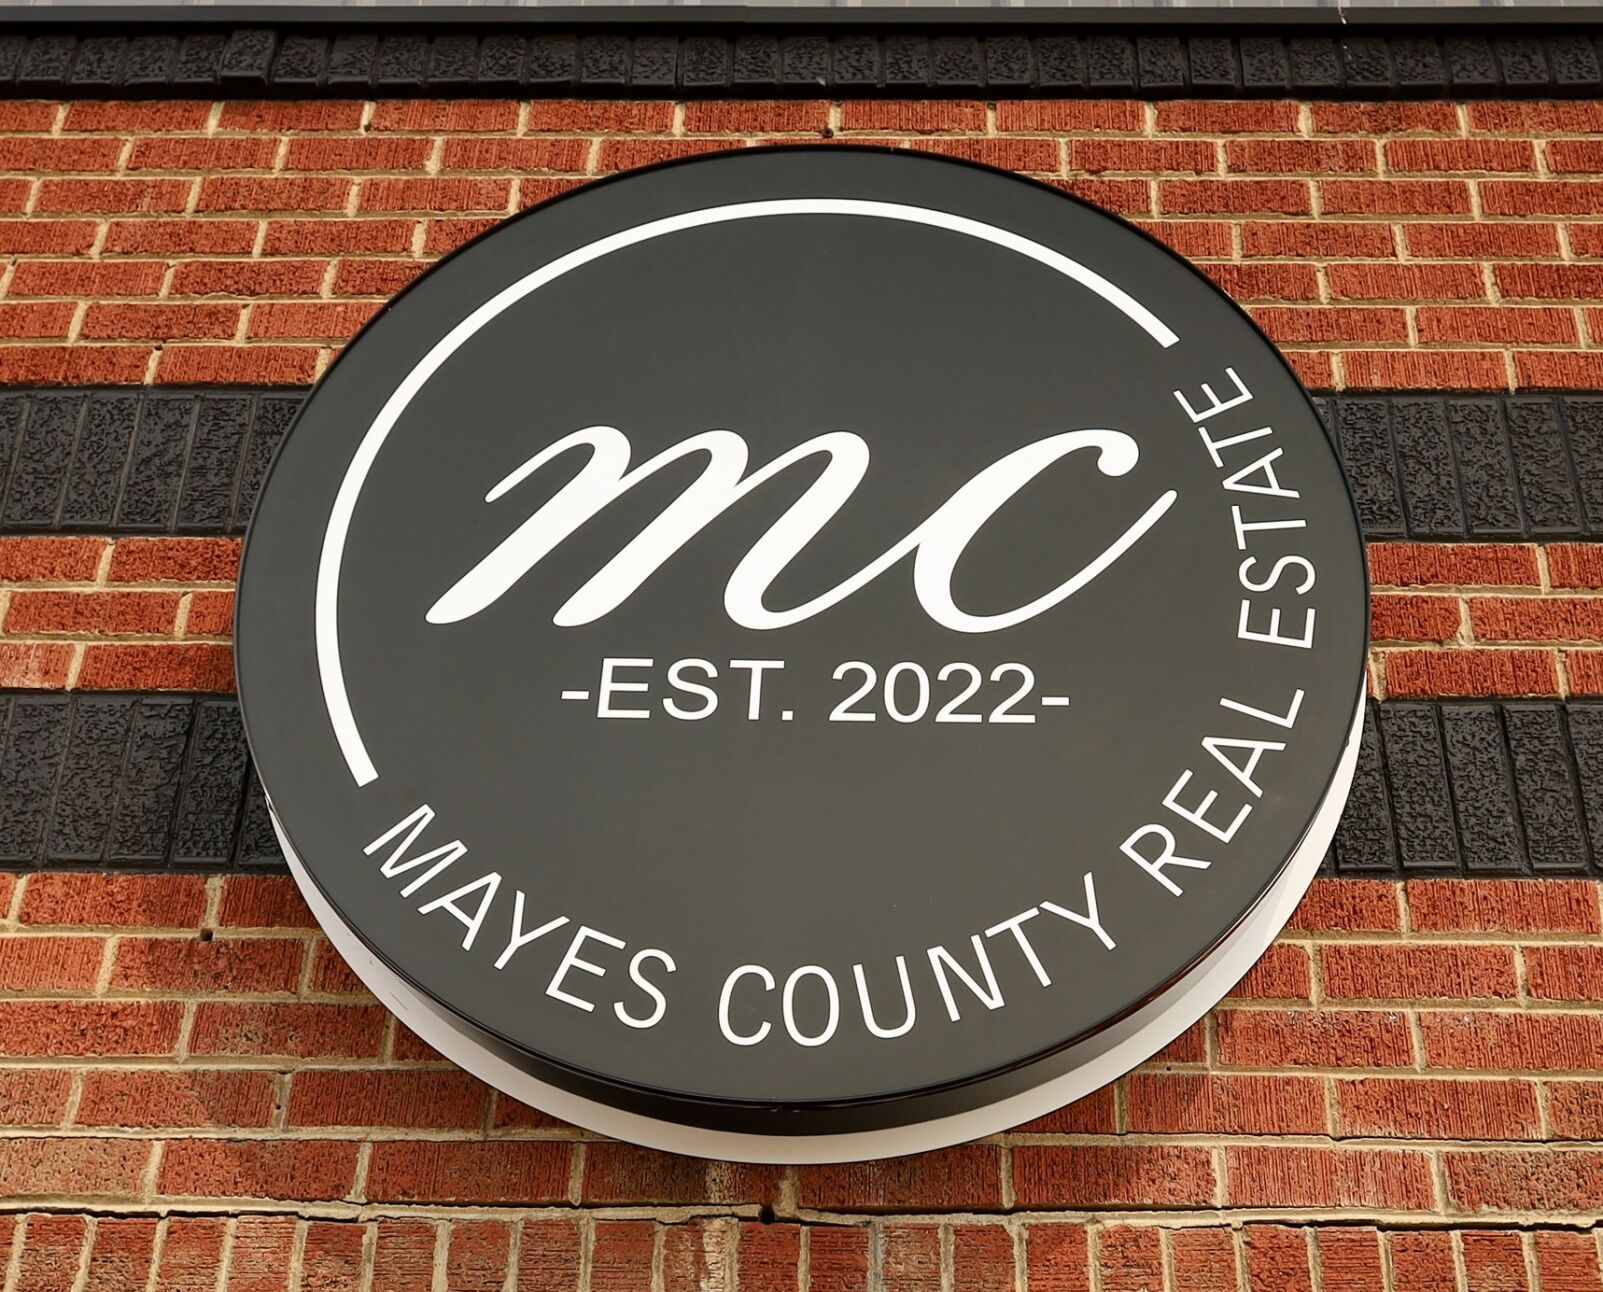 mc
-EST. 2022-
MAYES COUNTY REAL ESTATE